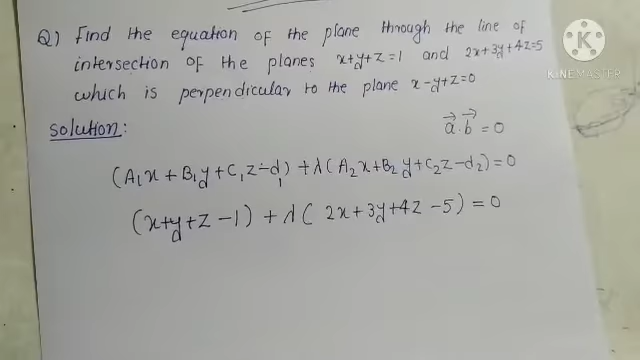 Q) Find the equation of the plane through the line of
intersection of the planes x+y+z=1 and 2x+3y+4z=5
which is perpendicular to the plane x-y+z=0
Solution:
a⃗.b⃗ = 0
(A₁x + B₁y + C₁z - d₁) + λ(A₂x + B₂y + C₂z - d₂) = 0
(x+y+z-1) + λ( 2x+3y+4z-5) = 0
KINEMASTER